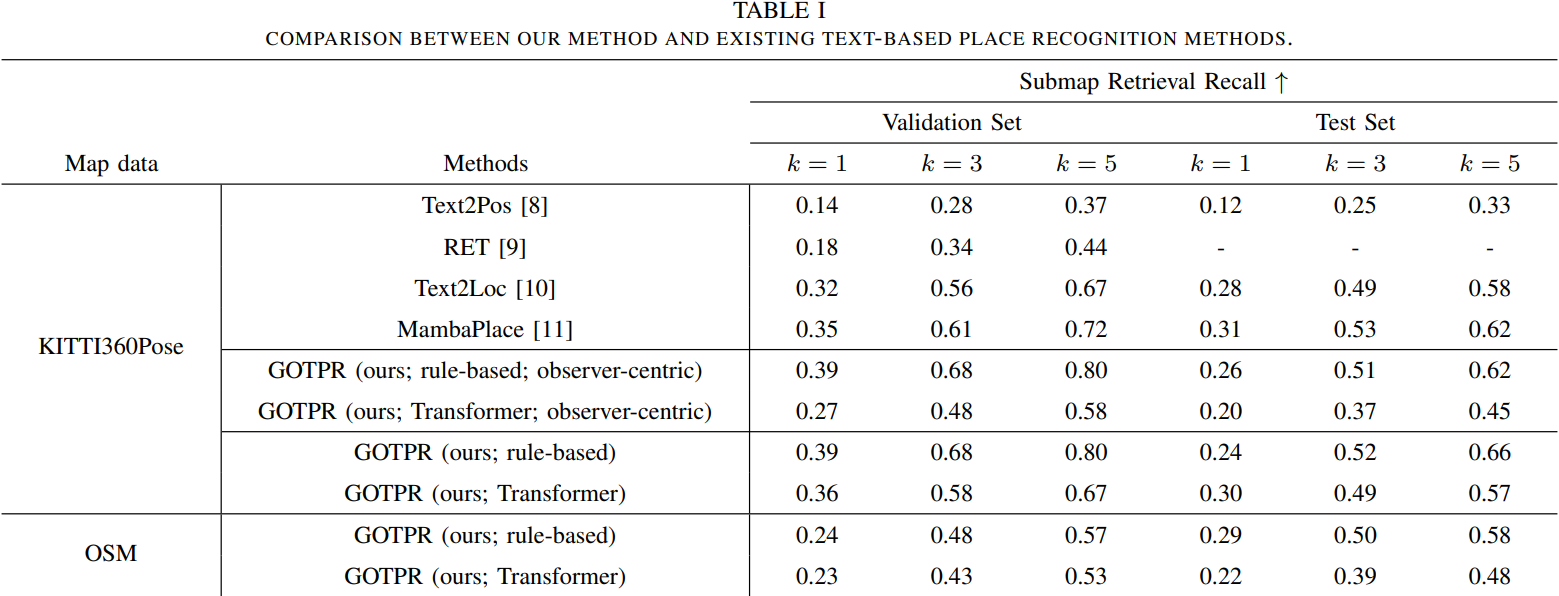 TABLE I
COMPARISON BETWEEN OUR METHOD AND EXISTING TEXT-BASED PLACE RECOGNITION METHODS.
Submap Retrieval Recall ↑
Validation Set Test Set
Map data Methods k = 1 k = 3 k = 5 k = 1 k = 3 k = 5
Text2Pos [8] 0.14 0.28 0.37 0.12 0.25 0.33
RET [9] 0.18 0.34 0.44 - - -
Text2Loc [10] 0.32 0.56 0.67 0.28 0.49 0.58
MambaPlace [11] 0.35 0.61 0.72 0.31 0.53 0.62
KITTI360Pose
GOTPR (ours; rule-based; observer-centric) 0.39 0.68 0.80 0.26 0.51 0.62
GOTPR (ours; Transformer; observer-centric) 0.27 0.48 0.58 0.20 0.37 0.45
GOTPR (ours; rule-based) 0.39 0.68 0.80 0.24 0.52 0.66
GOTPR (ours; Transformer) 0.36 0.58 0.67 0.30 0.49 0.57
OSM
GOTPR (ours; rule-based) 0.24 0.48 0.57 0.29 0.50 0.58
GOTPR (ours; Transformer) 0.23 0.43 0.53 0.22 0.39 0.48